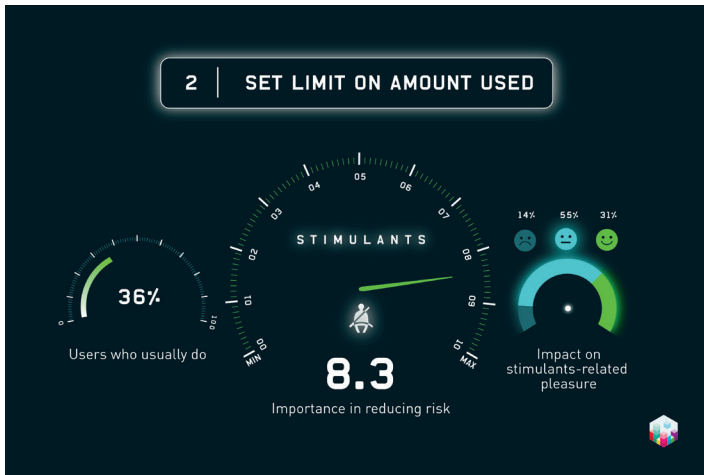 2 | SET LIMIT ON AMOUNT USED
STIMULANTS
MIN
00
01
02
03
04
05
06
07
08
09
10
MAX
0
36%
100
Users who usually do
8.3
Importance in reducing risk
14% 55% 31%
Impact on
stimulants-related
pleasure